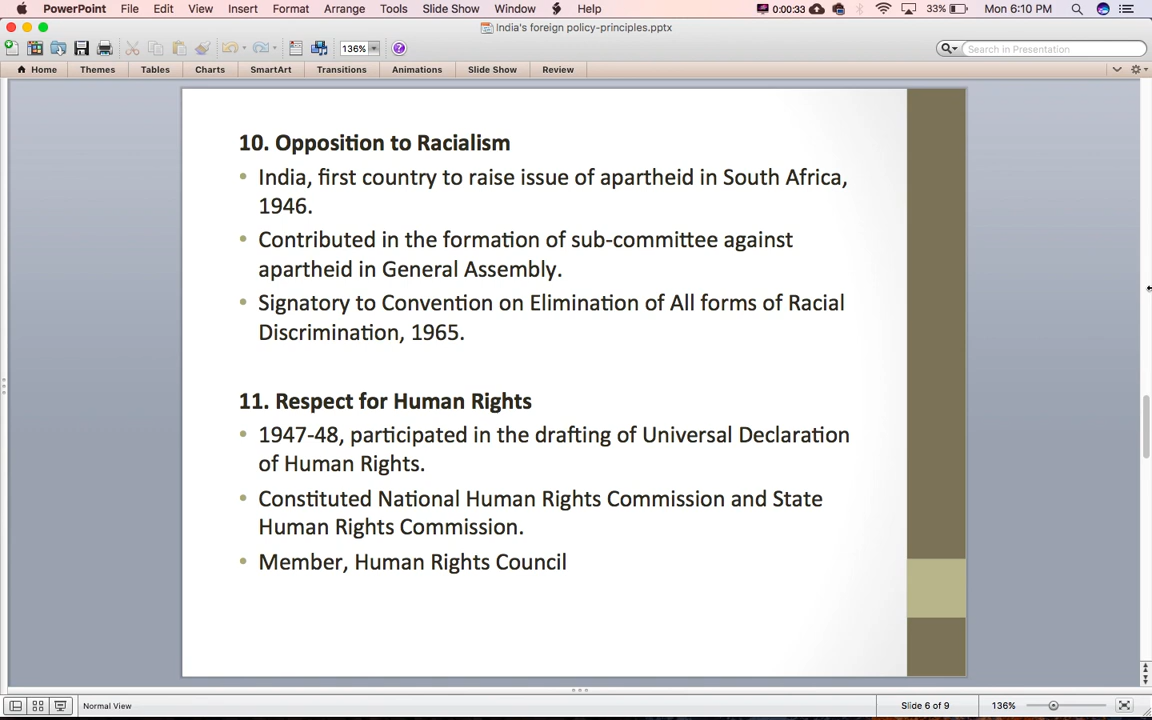 PowerPoint File Edit View Insert Format Arrange Tools Slide Show Window Help 0:00:33 33% Mon 6:10 PM
India's foreign policy-principles.pptx
136% Search in Presentation
Home Themes Tables Charts SmartArt Transitions Animations Slide Show Review
10. Opposition to Racialism
• India, first country to raise issue of apartheid in South Africa,
1946.
• Contributed in the formation of sub-committee against
apartheid in General Assembly.
• Signatory to Convention on Elimination of All forms of Racial
Discrimination, 1965.
11. Respect for Human Rights
• 1947-48, participated in the drafting of Universal Declaration
of Human Rights.
• Constituted National Human Rights Commission and State
Human Rights Commission.
• Member, Human Rights Council
Normal View Slide 6 of 9 136%